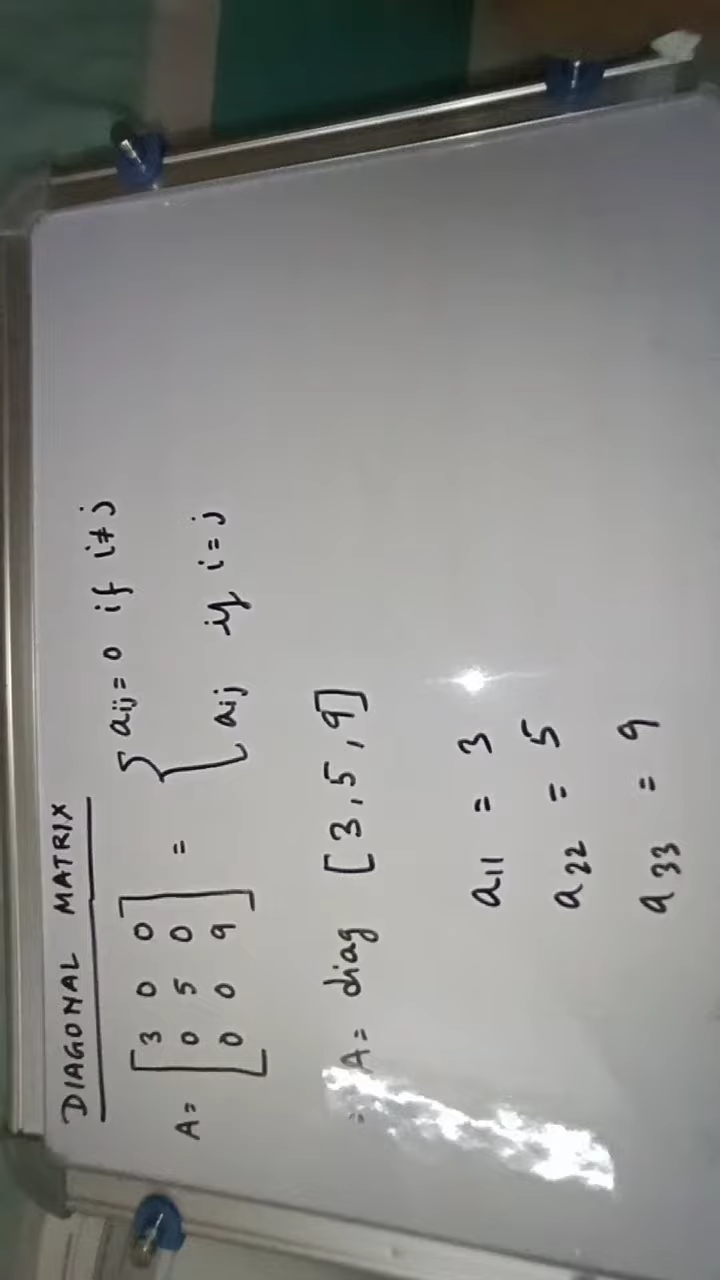 DIAGONAL MATRIX
A= [3 0 0
0 5 0
0 0 9] = { aij=0 if i≠j
aij if i=j
∴ A= diag [3,5,9]
a11 = 3
a22 = 5
a33 = 9